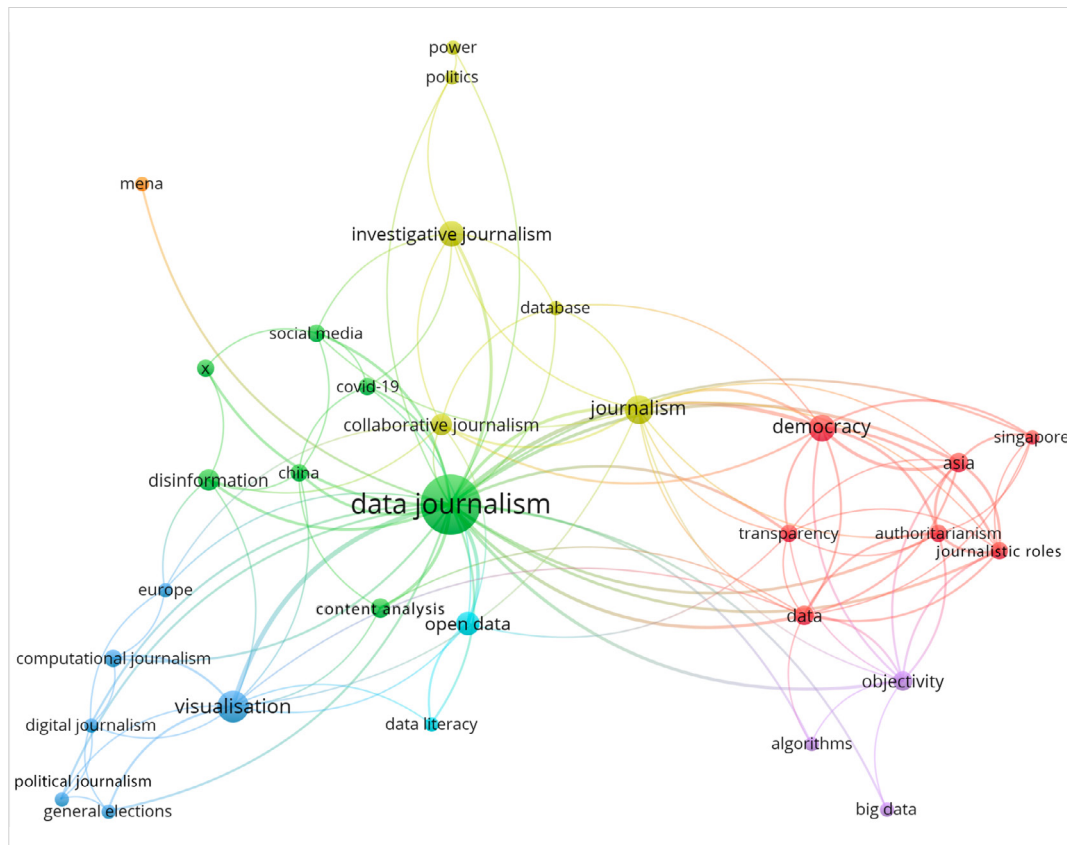 power
politics
mena
investigative journalism
database
social media
x
covid-19
journalism
collaborative journalism
democracy
singapore
asia
disinformation
china
data journalism
transparency
authoritarianism
journalistic roles
europe
content analysis
open data
data
computational journalism
objectivity
visualisation
digital journalism
data literacy
algorithms
political journalism
general elections
big data